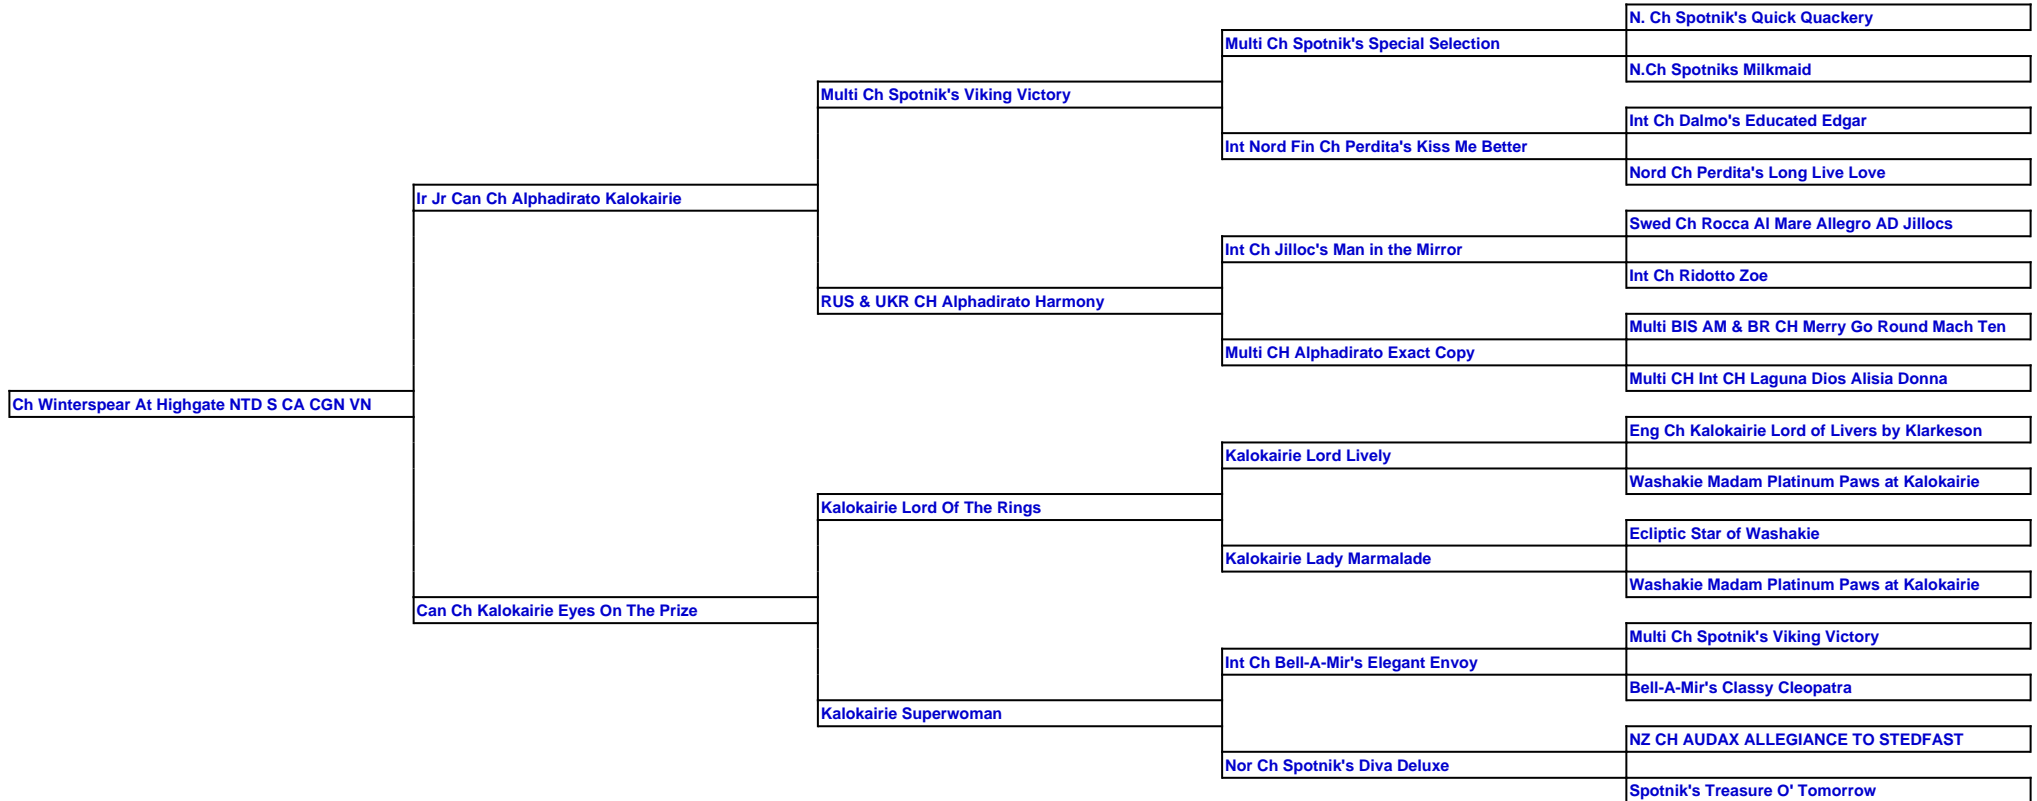 N. Ch Spotnik's Quick Quackery
Multi Ch Spotnik's Special Selection
N.Ch Spotniks Milkmaid
Multi Ch Spotnik's Viking Victory
Int Ch Dalmo's Educated Edgar
Int Nord Fin Ch Perdita's Kiss Me Better
Nord Ch Perdita's Long Live Love
Ir Jr Can Ch Alphadirato Kalokairie
Swed Ch Rocca Al Mare Allegro AD Jillocs
Int Ch Jilloc's Man in the Mirror
Int Ch Ridotto Zoe
RUS & UKR CH Alphadirato Harmony
Multi BIS AM & BR CH Merry Go Round Mach Ten
Multi CH Alphadirato Exact Copy
Multi CH Int CH Laguna Dios Alisia Donna
Ch Winterspear At Highgate NTD S CA CGN VN
Eng Ch Kalokairie Lord of Livers by Klarkeson
Kalokairie Lord Lively
Washakie Madam Platinum Paws at Kalokairie
Kalokairie Lord Of The Rings
Ecliptic Star of Washakie
Kalokairie Lady Marmalade
Washakie Madam Platinum Paws at Kalokairie
Can Ch Kalokairie Eyes On The Prize
Multi Ch Spotnik's Viking Victory
Int Ch Bell-A-Mir's Elegant Envoy
Bell-A-Mir's Classy Cleopatra
Kalokairie Superwoman
NZ CH AUDAX ALLEGIANCE TO STEDFAST
Nor Ch Spotnik's Diva Deluxe
Spotnik's Treasure O' Tomorrow